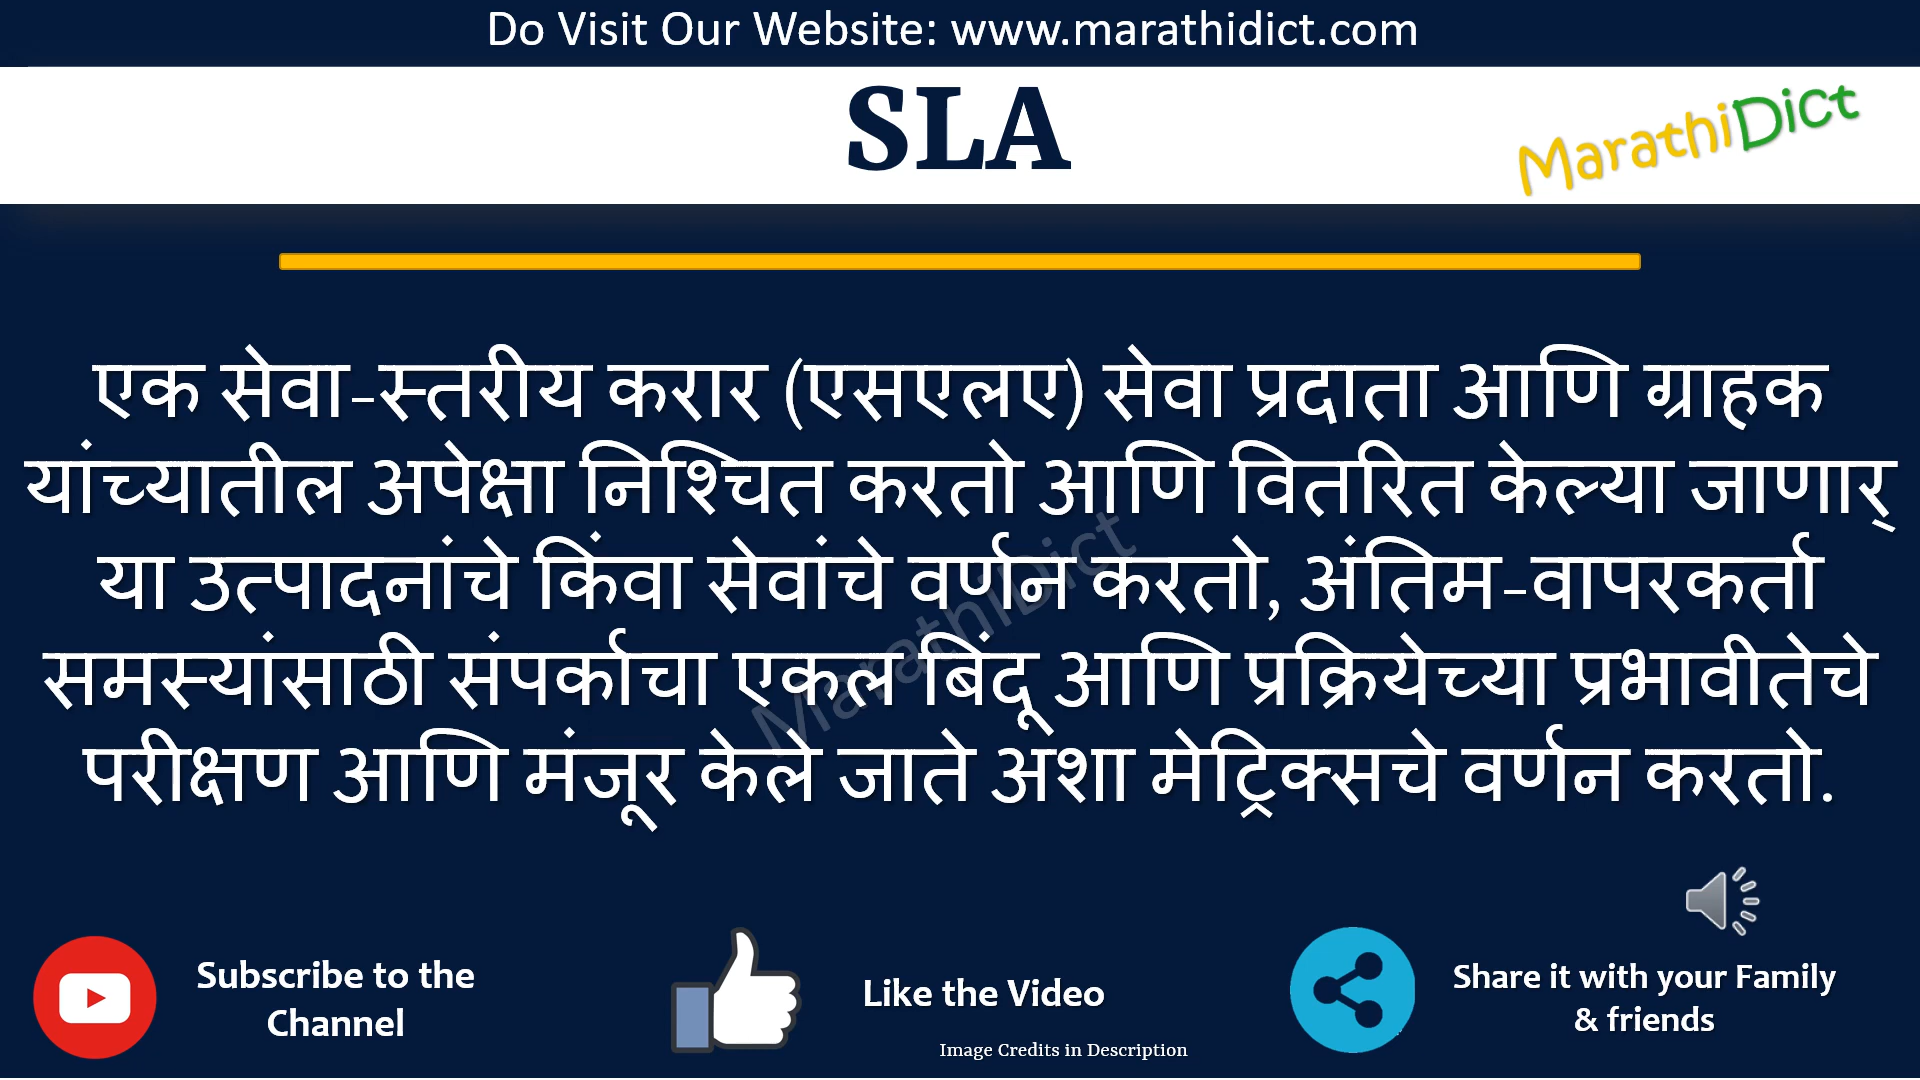 Do Visit Our Website: www.marathidict.com
SLA
MarathiDict
एक सेवा-स्तरीय करार (एसएलए) सेवा प्रदाता आणि ग्राहक
यांच्यातील अपेक्षा निश्चित करतो आणि वितरित केल्या जाणार्
या उत्पादनांचे किंवा सेवांचे वर्णन करतो, अंतिम-वापरकर्ता
समस्यांसाठी संपर्काचा एकल बिंदू आणि प्रक्रियेच्या प्रभावीतेचे
परीक्षण आणि मंजूर केले जाते अशा मेट्रिक्सचे वर्णन करतो.
MarathiDict
Subscribe to the
Channel
Like the Video
Share it with your Family
& friends
Image Credits in Description